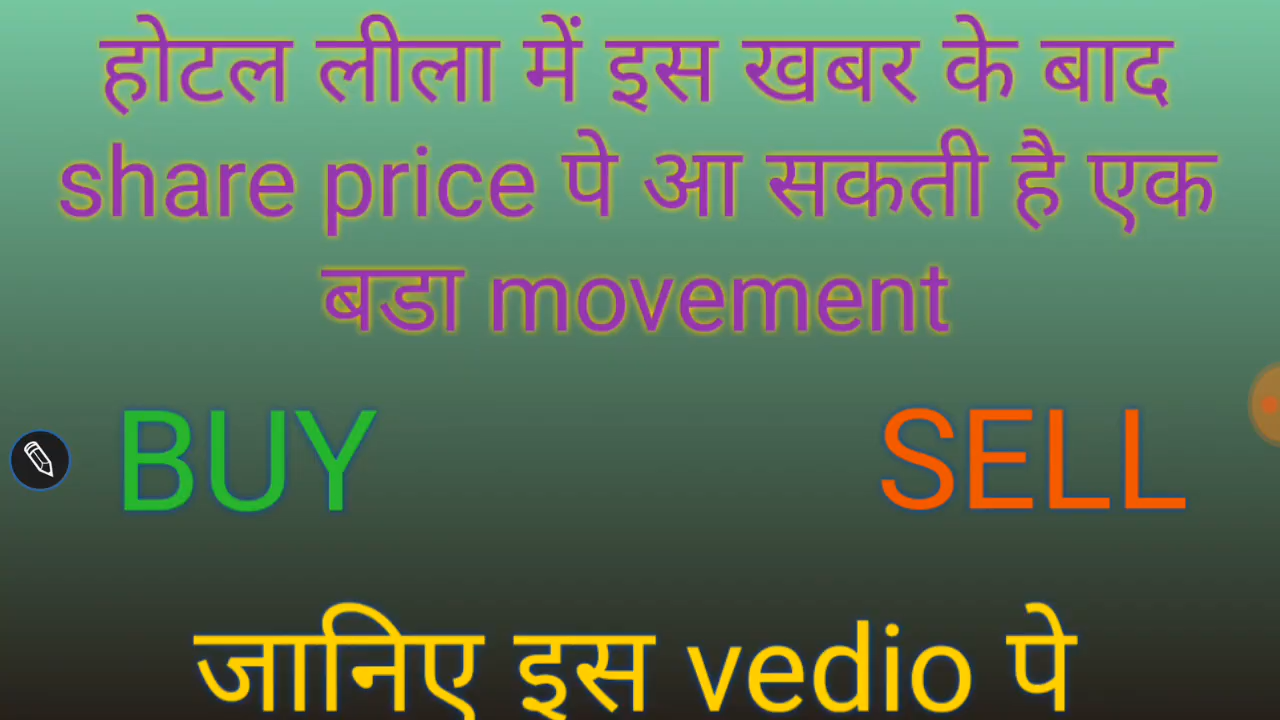 होटल लीला में इस खबर के बाद
share price पे आ सकती है एक
बडा movement
BUY SELL
जानिए इस vedio पे